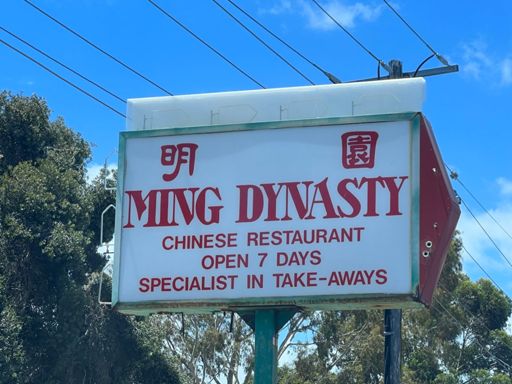 明 園
MING DYNASTY
CHINESE RESTAURANT
OPEN 7 DAYS
SPECIALIST IN TAKE-AWAYS